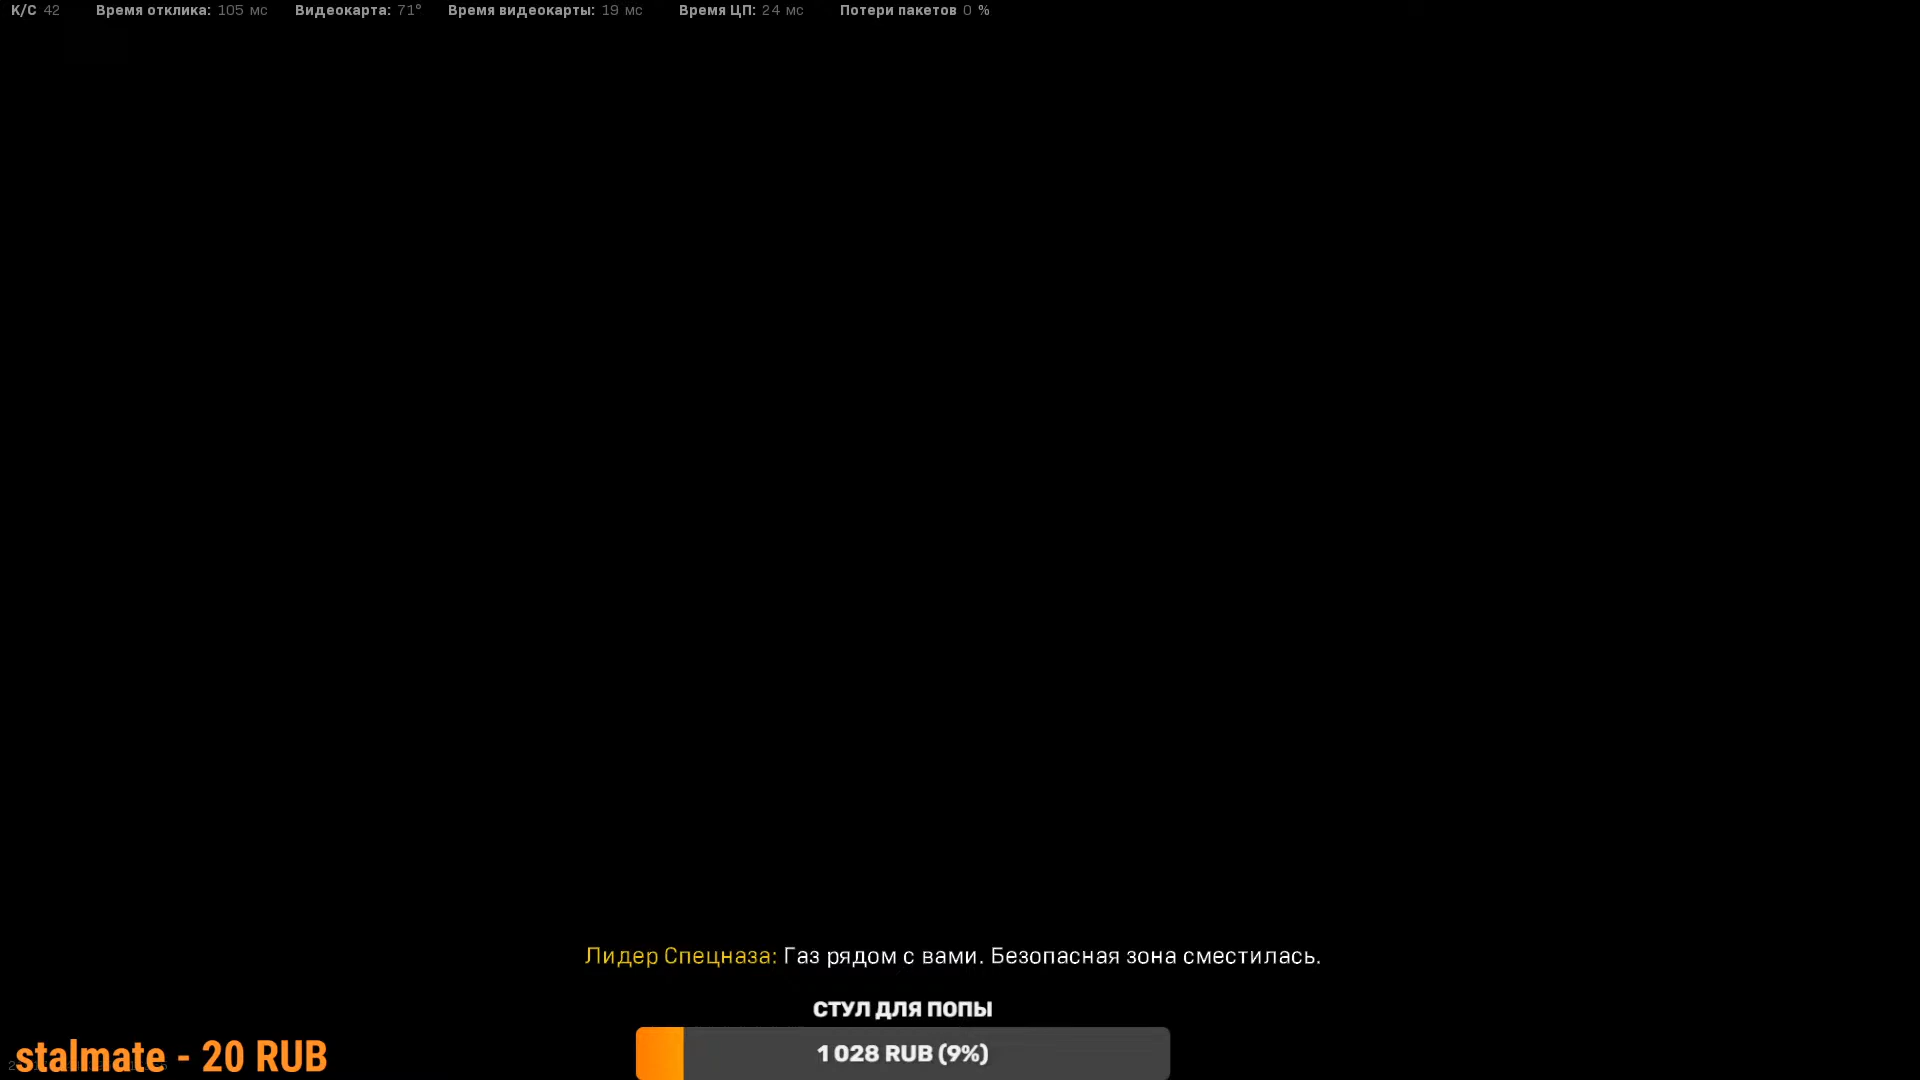 К/С 42 Время отклика: 105 мс Видеокарта: 71° Время видеокарты: 19 мс Время ЦП: 24 мс Потери пакетов 0 %
Лидер Спецназа: Газ рядом с вами. Безопасная зона сместилась.
СТУЛ ДЛЯ ПОПЫ
1 028 RUB (9%)
stalmate - 20 RUB